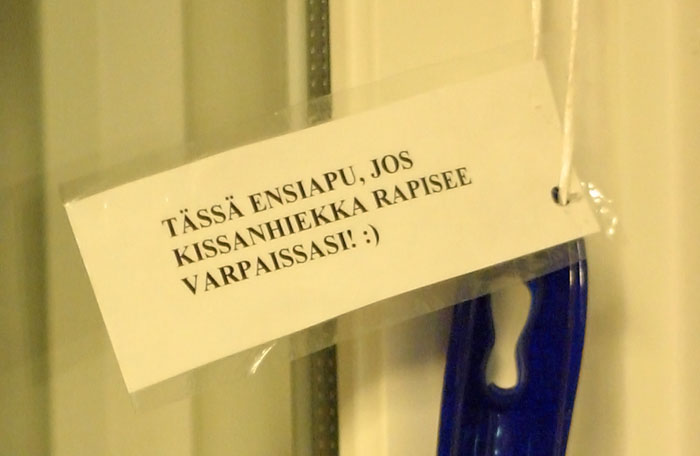 TÄSSÄ ENSIAPU, JOS
KISSANHIEKKA RAPISEE
VARPAISSASI! :)